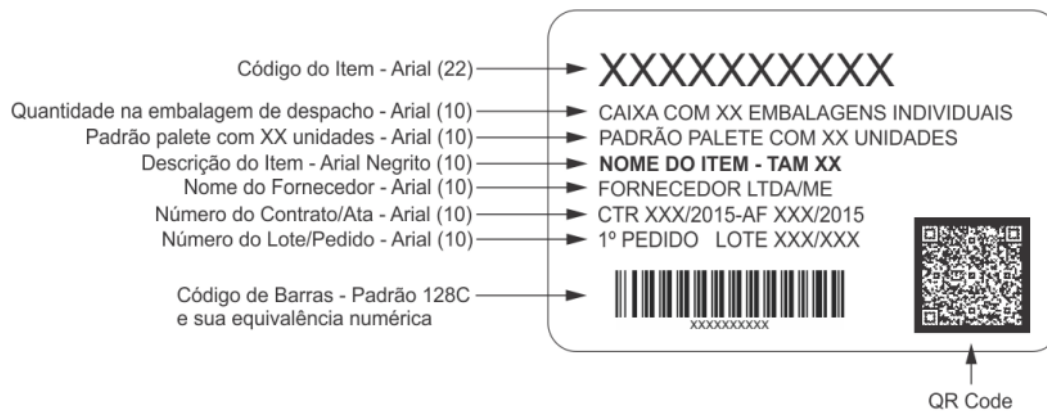 Código do Item - Arial (22)
XXXXXXXXXX
Quantidade na embalagem de despacho - Arial (10)
CAIXA COM XX EMBALAGENS INDIVIDUAIS
Padrão palete com XX unidades - Arial (10)
PADRÃO PALETE COM XX UNIDADES
Descrição do Item - Arial Negrito (10)
NOME DO ITEM - TAM XX
Nome do Fornecedor - Arial (10)
FORNECEDOR LTDA/ME
Número do Contrato/Ata - Arial (10)
CTR XXX/2015-AF XXX/2015
Número do Lote/Pedido - Arial (10)
1º PEDIDO LOTE XXX/XXX
Código de Barras - Padrão 128C
e sua equivalência numérica
XXXXXXXXXX
QR Code